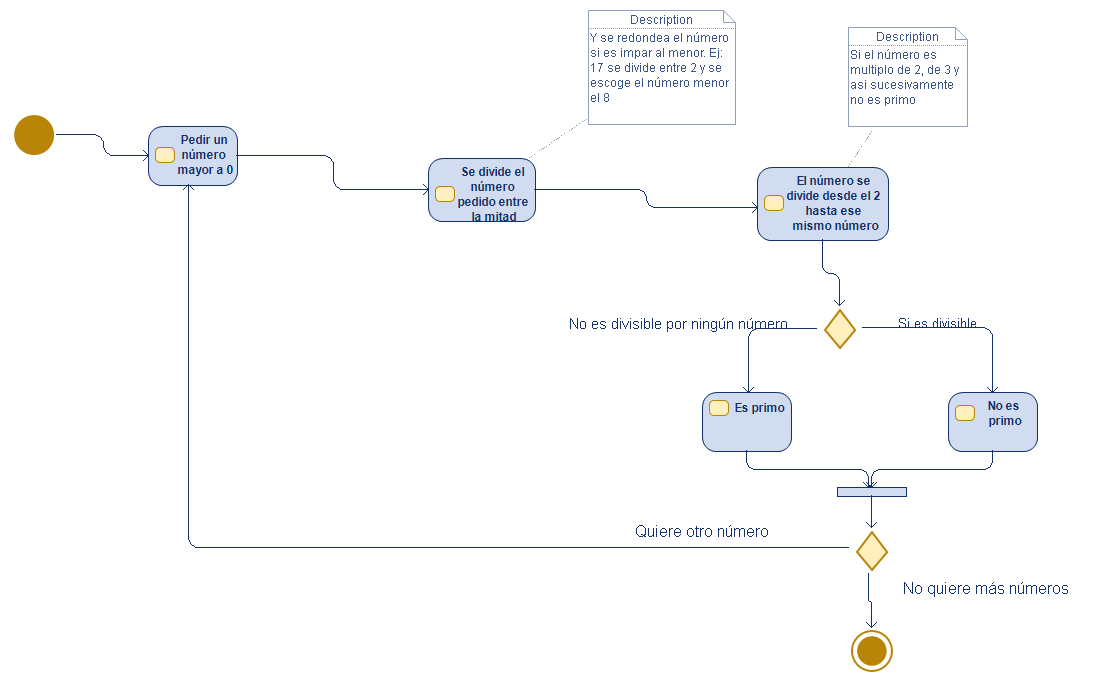 Description
Y se redondea el número
si es impar al menor. Ej:
17 se divide entre 2 y se
escoge el número menor
el 8
Description
Si el número es
multiplo de 2, de 3 y
asi sucesivamente
no es primo
Pedir un
número
mayor a 0
Se divide el
número
pedido entre
la mitad
El número se
divide desde el 2
hasta ese
mismo número
No es divisible por ningún número
Si es divisible
Es primo
No es
primo
Quiere otro número
No quiere más números